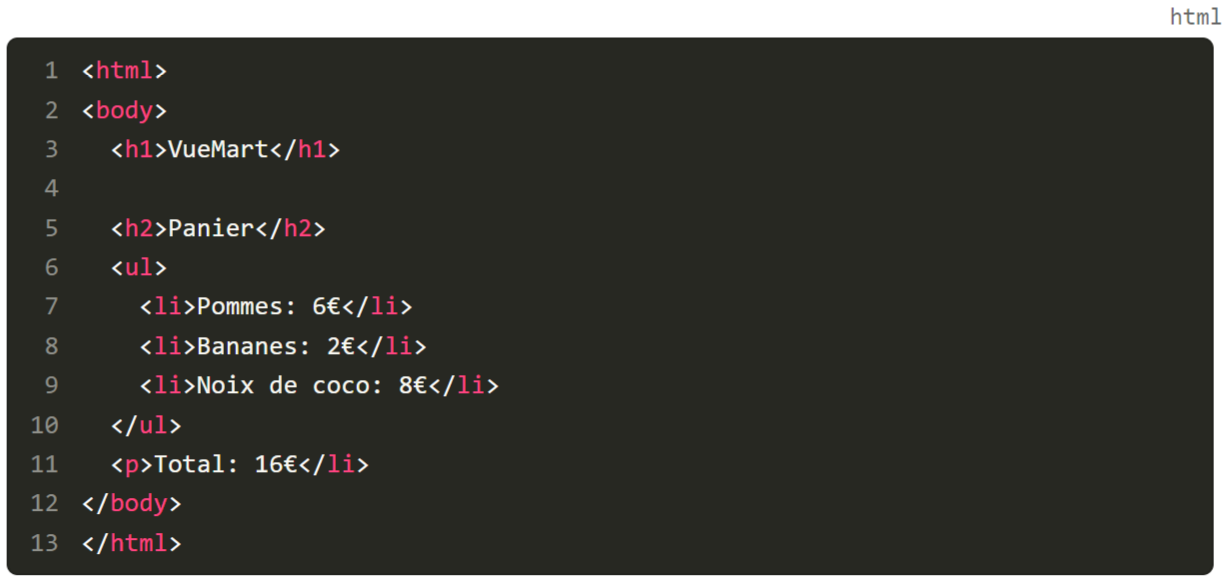 html
1 <html>
2 <body>
3   <h1>VueMart</h1>
4
5   <h2>Panier</h2>
6   <ul>
7     <li>Pommes: 6€</li>
8     <li>Bananes: 2€</li>
9     <li>Noix de coco: 8€</li>
10   </ul>
11   <p>Total: 16€</li>
12 </body>
13 </html>